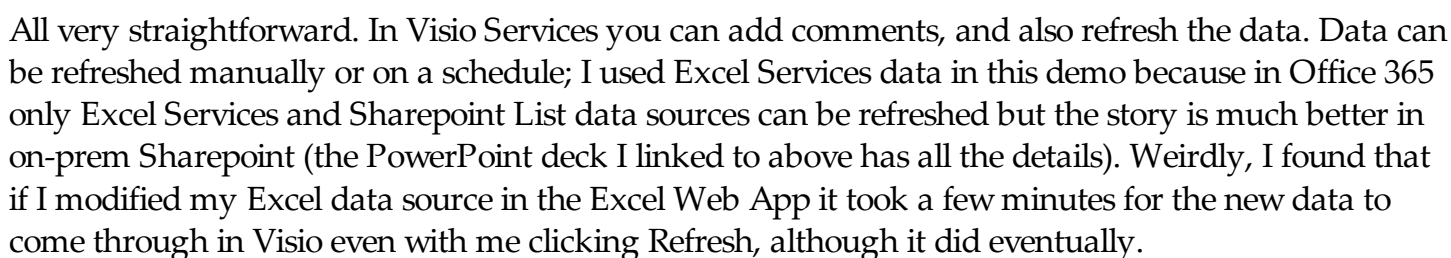 All very straightforward. In Visio Services you can add comments, and also refresh the data. Data can
be refreshed manually or on a schedule; I used Excel Services data in this demo because in Office 365
only Excel Services and Sharepoint List data sources can be refreshed but the story is much better in
on-prem Sharepoint (the PowerPoint deck I linked to above has all the details). Weirdly, I found that
if I modified my Excel data source in the Excel Web App it took a few minutes for the new data to
come through in Visio even with me clicking Refresh, although it did eventually.